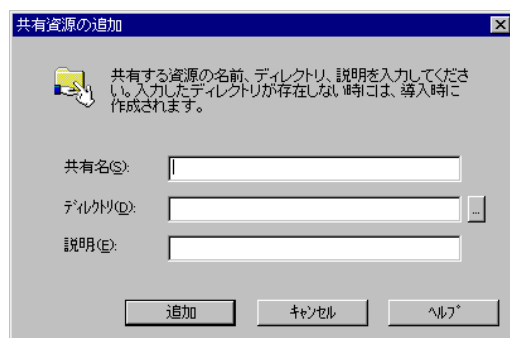 共有資源の追加
共有する資源の名前、ディレクトリ、説明を入力してくださ
い。入力したディレクトリが存在しない時には、導入時に
作成されます。
共有名(S):
ﾃﾞｨﾚｸﾄﾘ(D):
...
説明(E):
追加 ｷｬﾝｾﾙ ﾍﾙﾌﾟ